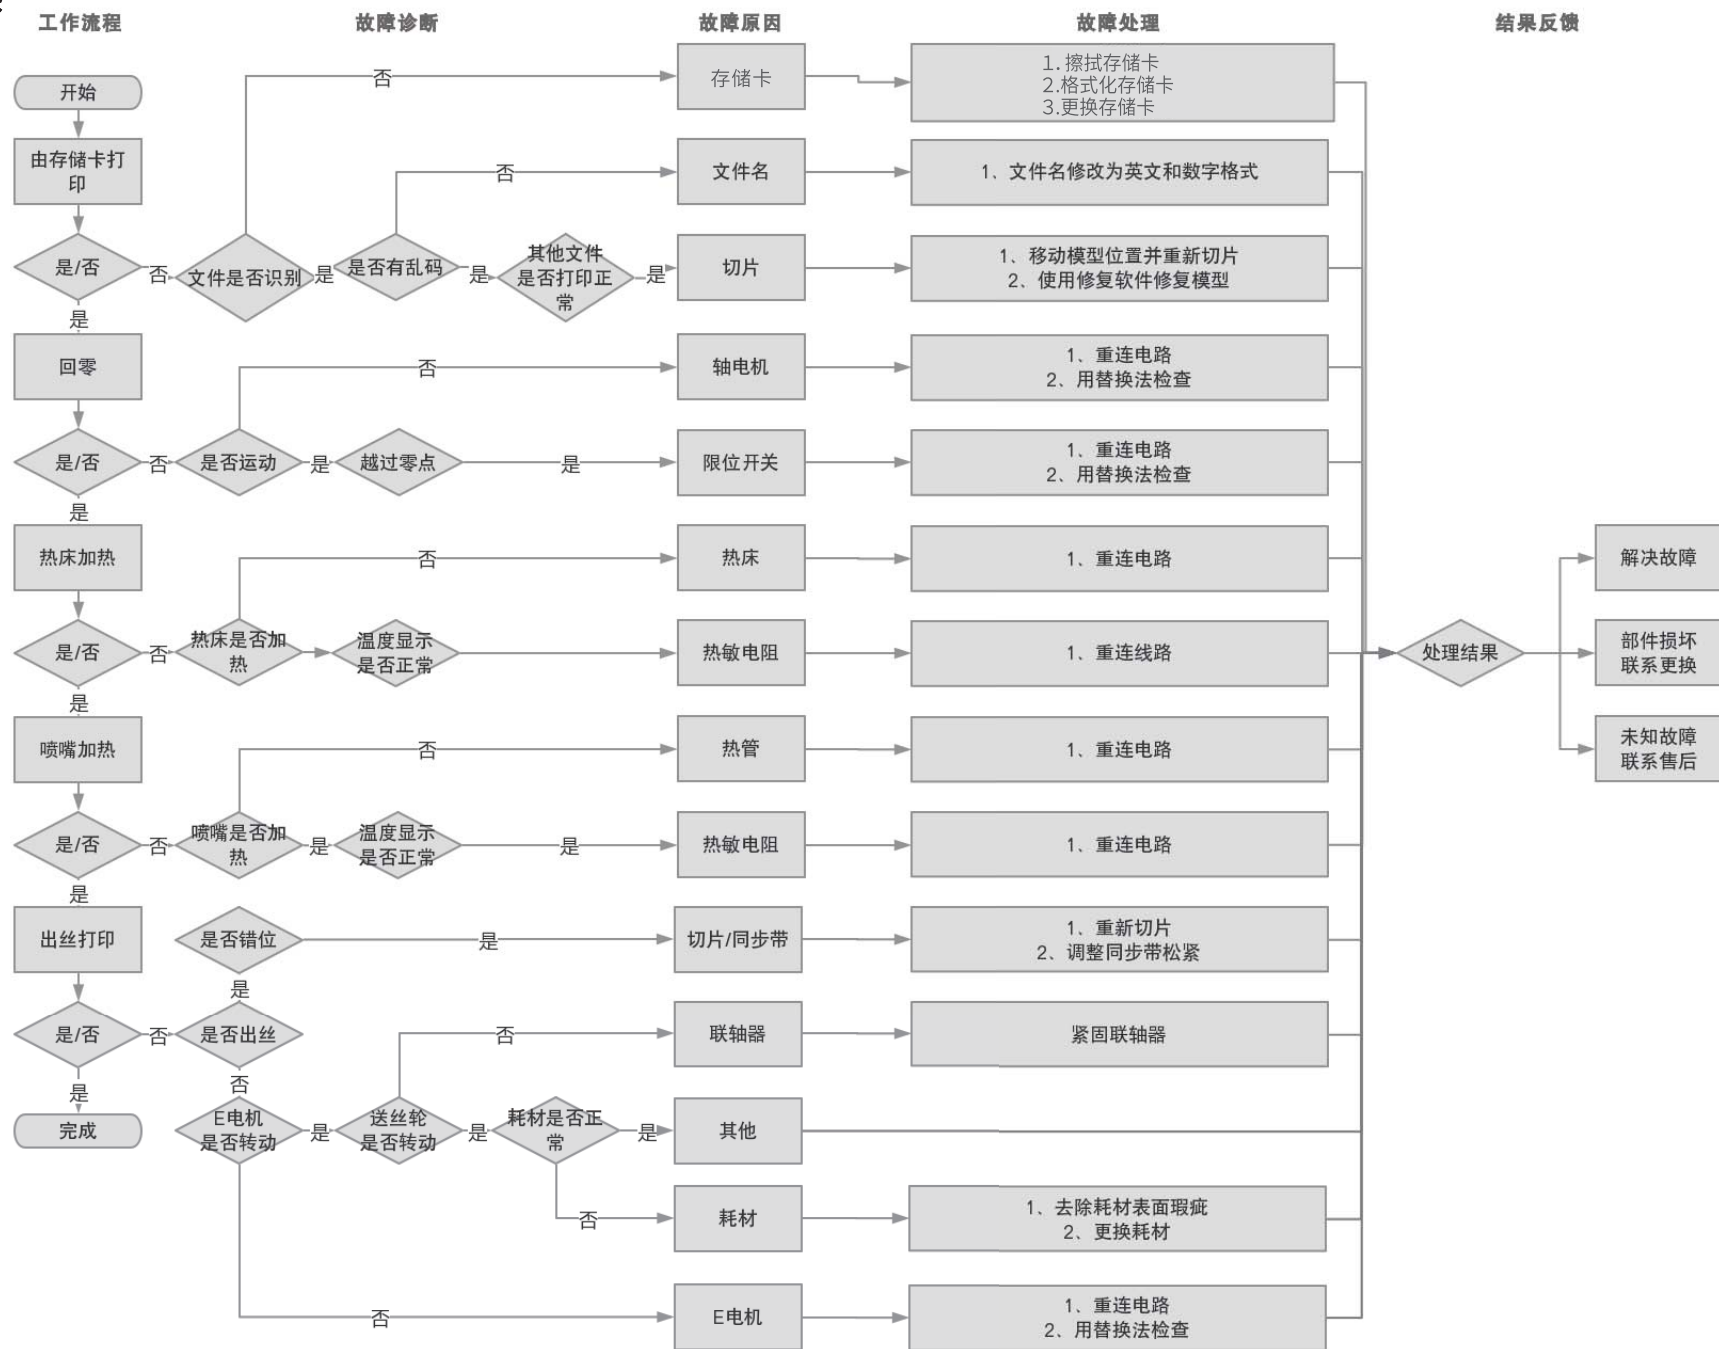 工作流程
故障诊断
故障原因
故障处理
结果反馈
开始
否
存储卡
1.擦拭存储卡
2.格式化存储卡
3.更换存储卡
由存储卡打
印
否
文件名
1、文件名修改为英文和数字格式
是/否
否
文件是否识别
是
是否有乱码
是
其他文件
是否打印正
常
是
切片
1、移动模型位置并重新切片
2、使用修复软件修复模型
是
回零
否
轴电机
1、重连电路
2、用替换法检查
是/否
否
是否运动
是
越过零点
是
限位开关
1、重连电路
2、用替换法检查
是
热床加热
否
热床
1、重连电路
解决故障
是/否
否
热床是否加
热
温度显示
是否正常
热敏电阻
1、重连线路
处理结果
部件损坏
联系更换
是
喷嘴加热
否
热管
1、重连电路
未知故障
联系售后
是/否
否
喷嘴是否加
热
是
温度显示
是否正常
是
热敏电阻
1、重连电路
是
出丝打印
是否错位
是
切片/同步带
1、重新切片
2、调整同步带松紧
是
是/否
否
是否出丝
否
联轴器
紧固联轴器
是
否
完成
E电机
是否转动
是
送丝轮
是否转动
是
耗材是否正
常
是
其他
否
耗材
1、去除耗材表面瑕疵
2、更换耗材
否
E电机
1、重连电路
2、用替换法检查